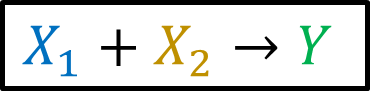 X₁ + X₂ → Y